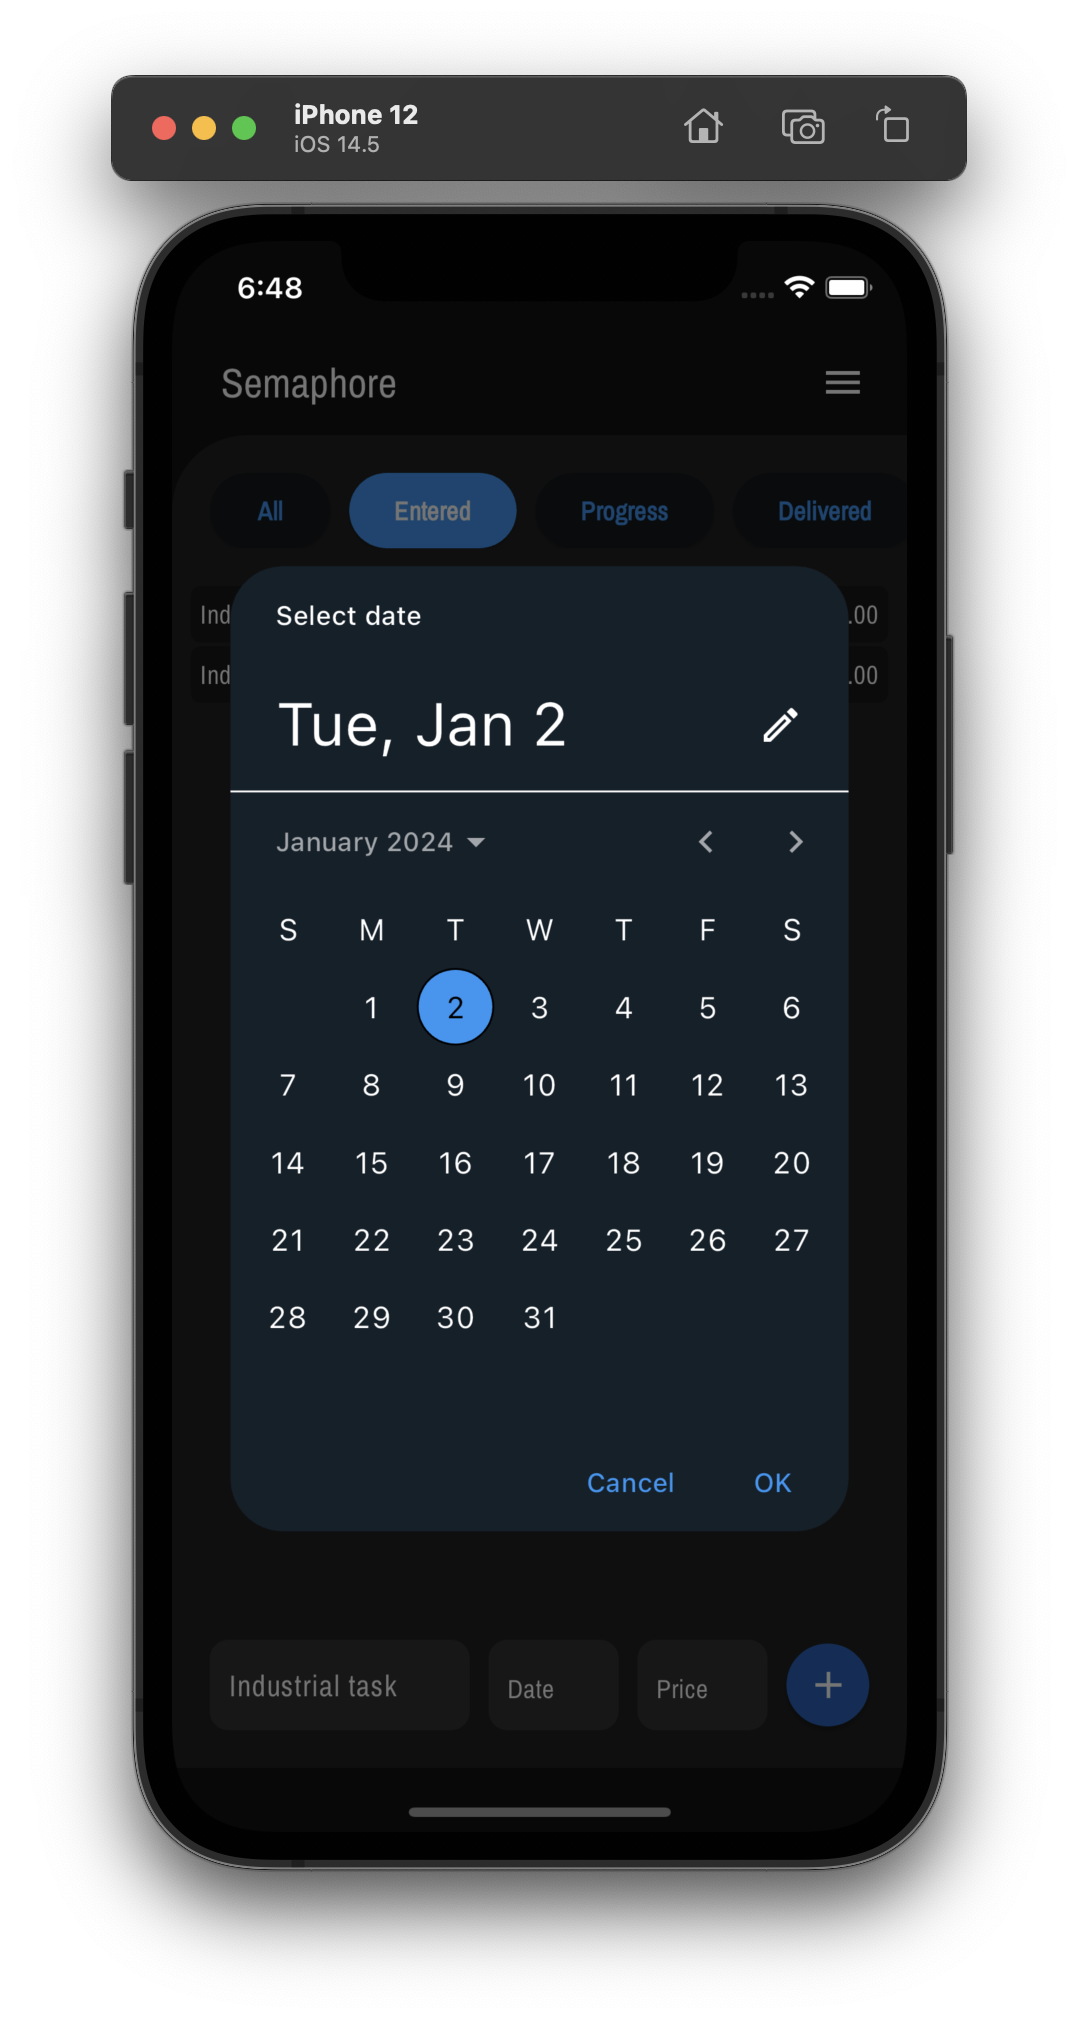 iPhone 12
iOS 14.5
6:48
Semaphore
All Entered Progress Delivered
Ind .00
Ind .00
Select date
Tue, Jan 2
January 2024
S M T W T F S
1 2 3 4 5 6
7 8 9 10 11 12 13
14 15 16 17 18 19 20
21 22 23 24 25 26 27
28 29 30 31
Cancel OK
Industrial task Date Price